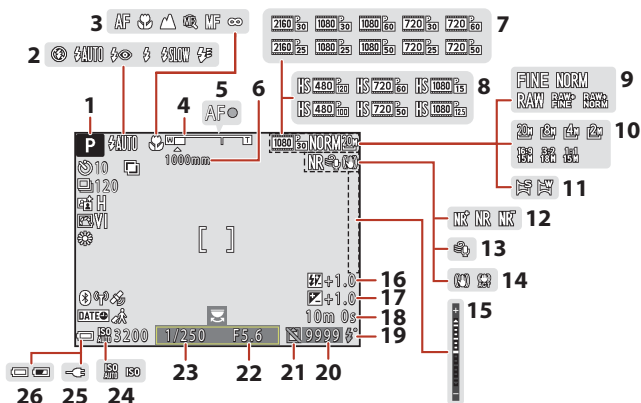 3 AF MF ∞
2 AUTO SLOW
2160 P 30 1080 P 30 1080 P 60 720 P 30 720 P 60 7
2160 P 25 1080 P 25 1080 P 50 720 P 25 720 P 50
HS 480 P 120 HS 720 P 60 HS 1080 P 15 8
HS 480 P 100 HS 720 P 50 HS 1080 P 12.5
FINE NORM 9
RAW RAW+ FINE RAW+ NORM
20M 8M 4M 2M 10
16:9 15M 3:2 18M 1:1 15M
11
NR+ NR NR- 12
13
14
15
1 4 5 6
AF●
P AUTO W T 1080 P 30 NORM 20M
1000mm
10 NR
120
H
VI
[ ]
+1.0 16
+1.0 17
DATE 10m 0s 18
ISO AUTO 3200 1/250 F5.6 9999 19
26 25 24 23 22 21 20
ISO AUTO ISO